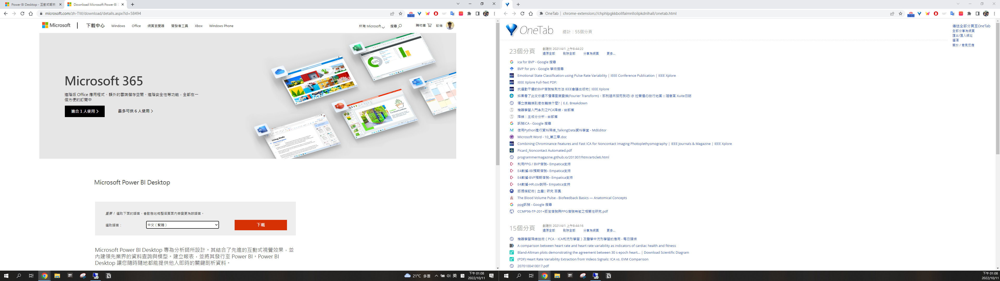 Power BI Desktop - 互動式報表
Download Microsoft Power BI
microsoft.com/zh-TW/download/details.aspx?id=58494
NEW
Microsoft
下載中心
Windows
Office
網頁瀏覽器
開發者工具
Xbox
Windows Phone
所有 Microsoft
搜尋
購物車
啟倫
Microsoft 365
進階版 Office 應用程式、額外的雲端儲存空間、進階安全性等功能，全都在一
個方便的訂閱中
適合 1 人使用 >
最多可供 6 人使用 >
53%
Living Walls
Vertical Gardens
Microsoft Power BI Desktop
重要！ 選取下面的語言，會動態地將整個頁面內容變更為該語言。
選取語言：
中文（繁體）
下載
Microsoft Power BI Desktop 專為分析師所設計。其結合了先進的互動式視覺效果，並
內建領先業界的資料查詢與模型。建立報表，並將其發行至 Power BI。Power BI
Desktop 讓您隨時隨地都能提供他人即時的關鍵剖析資料。
21°C 多雲
英
下午 01:08
2022/10/11
OneTab | chrome-extension://chphlpgkkbolifaimnlloiipkdnihall/onetab.html
NEW
OneTab
總計：55個分頁
傳送全部分頁至OneTab
全部分享為網頁
匯出/匯入網址
選項
關於 / 意見反應
23個分頁
創建於 2021/4/1 上午8:44:22
還原全部
刪除全部
分享為網頁
更多...
ica for BVP - Google 搜尋
BVP for prv - Google 學術搜尋
Emotional State Classification using Pulse Rate Variability | IEEE Conference Publication | IEEE Xplore
IEEE Xplore Full-Text PDF:
抗運動干擾的BVP信號檢測方法 IEEE會議出版物| IEEE Xplore
如果看了此文你還不懂傅里葉變換(Fourier Transform)，那就過來掐死我吧! @ 拉普達の旅行地圖 :: 隨意窩 Xuite日誌
傅立葉轉換到底在轉換什麼? | E.E. Breakdown
機器學習入門系列之PCA降維 - 台部落
降維：主成分分析 - 台部落
訊號ICA - Google 搜尋
使用Python進行資料降維_TalkingData資料學堂 - MdEditor
Microsoft Word - 10_第三章.doc
Combining Chrominance Features and Fast ICA for Noncontact Imaging Photoplethysmography | IEEE Journals & Magazine | IEEE Xplore
Picard_Noncontact Automated.pdf
programmermagazine.github.io/201307/htm/article6.html
利用PPG / BVP信號– Empatica支持
E4數據-IBI預期信號– Empatica支持
E4數據-BVP預期信號– Empatica支持
E4數據-HR.csv說明– Empatica支持
脈搏描記術| 血量| 研究 百奧
The Blood Volume Pulse - Biofeedback Basics — Anatomical Concepts
ppg訊號 - Google 搜尋
CCMP96-TP-201+脈波信號與PPG信號特徵之相關性研究.pdf
15個分頁
創建於 2021/4/1 上午8:44:16
還原全部
刪除全部
分享為網頁
更多...
機器學習降維技術（PCA，ICA和流形學習）及醫學中流形學習的應用 - 每日頭條
A comparison between heart rate and heart rate variability as indicators of cardiac health and fitness
Bland-Altman plots demonstrating the agreement between 30 s epoch heart... | Download Scientific Diagram
(PDF) Heart Rate Variability Extraction from Videos Signals: ICA vs. EVM Comparison
2070100410017.pdf
下午 01:08
2022/10/11